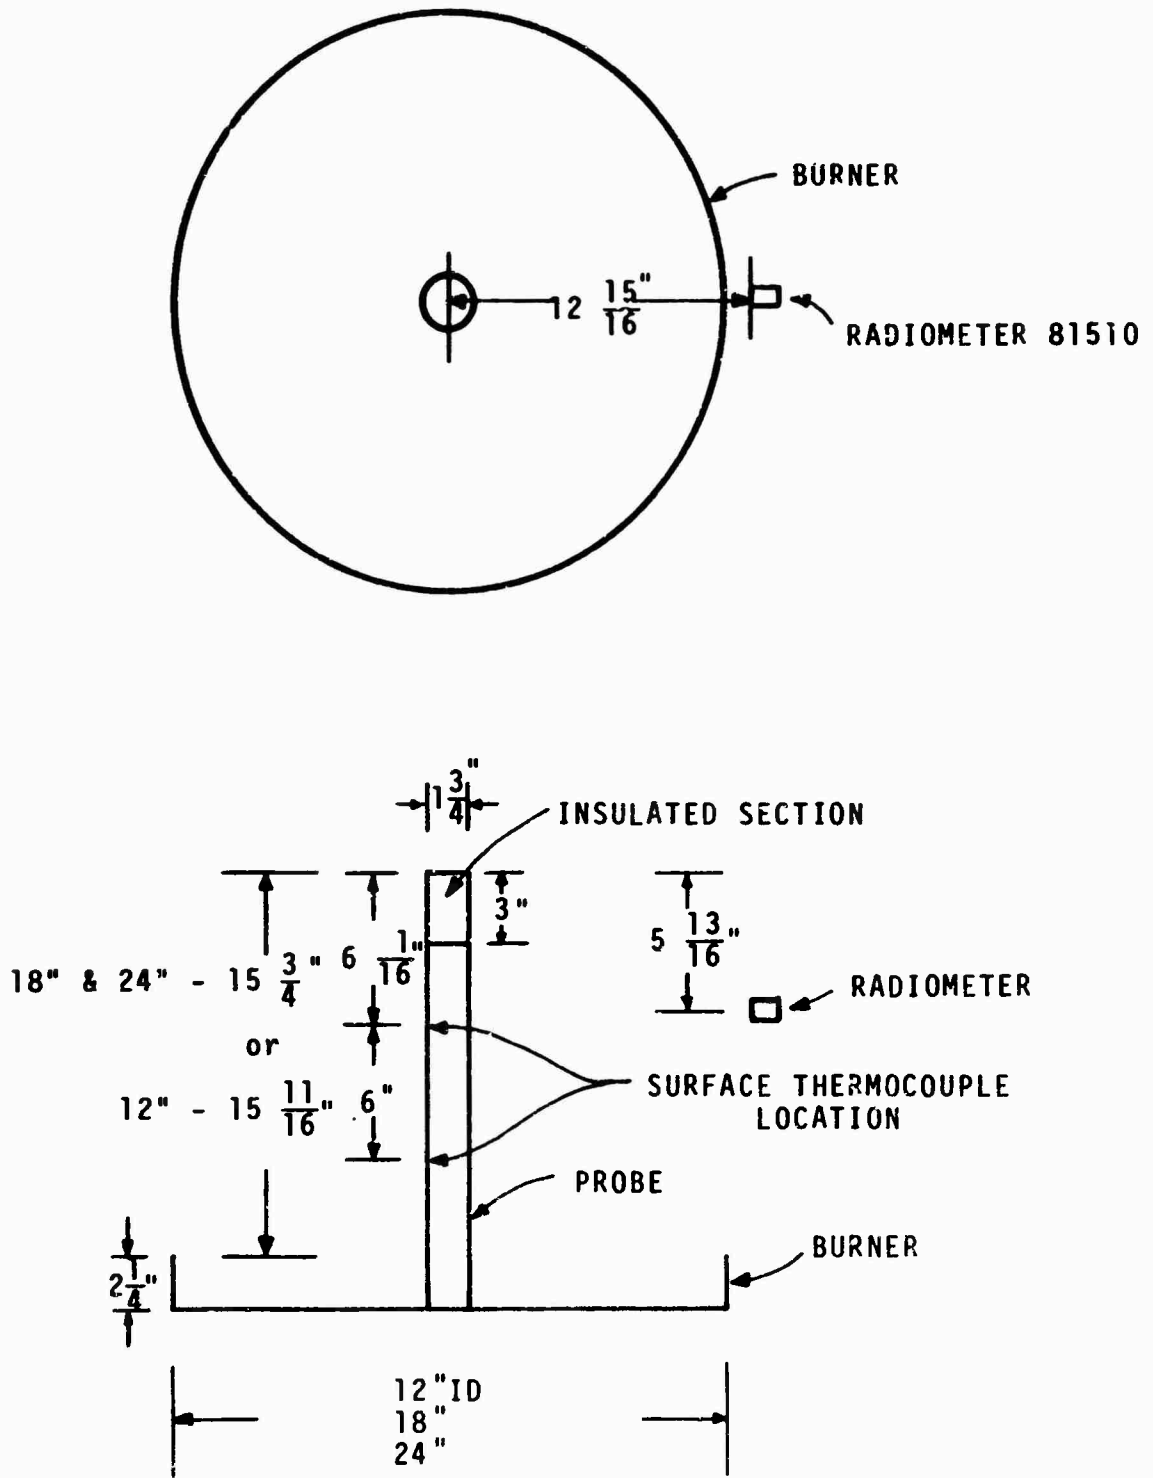 BURNER
12 15/16"
RADIOMETER 81510
1 3/4"
INSULATED SECTION
3"
5 13/16"
6 1/16"
18" & 24" - 15 3/4"
RADIOMETER
or
12" - 15 11/16"
6"
SURFACE THERMOCOUPLE
LOCATION
PROBE
BURNER
2 1/4"
12"ID
18"
24"